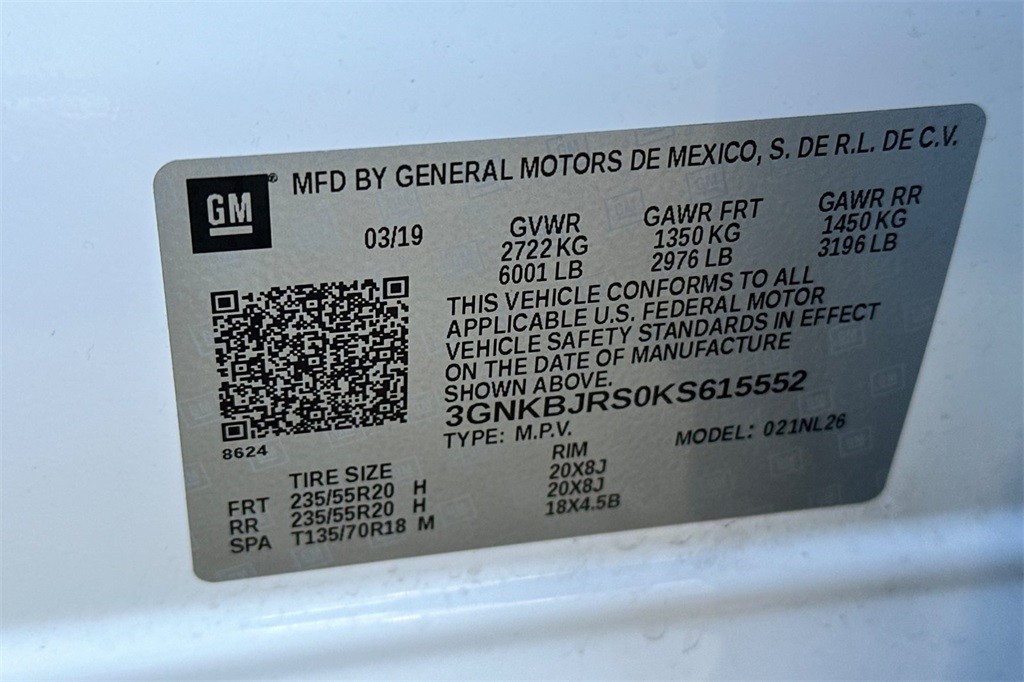 GM® MFD BY GENERAL MOTORS DE MEXICO, S. DE R.L. DE C.V.
03/19 GVWR GAWR FRT GAWR RR
2722 KG 1350 KG 1450 KG
6001 LB 2976 LB 3196 LB
THIS VEHICLE CONFORMS TO ALL
APPLICABLE U.S. FEDERAL MOTOR
VEHICLE SAFETY STANDARDS IN EFFECT
ON THE DATE OF MANUFACTURE
SHOWN ABOVE.
3GNKBJRS0KS615552
TYPE: M.P.V. MODEL: 021NL26
8624
TIRE SIZE RIM
FRT 235/55R20 H 20X8J
RR 235/55R20 H 20X8J
SPA T135/70R18 M 18X4.5B